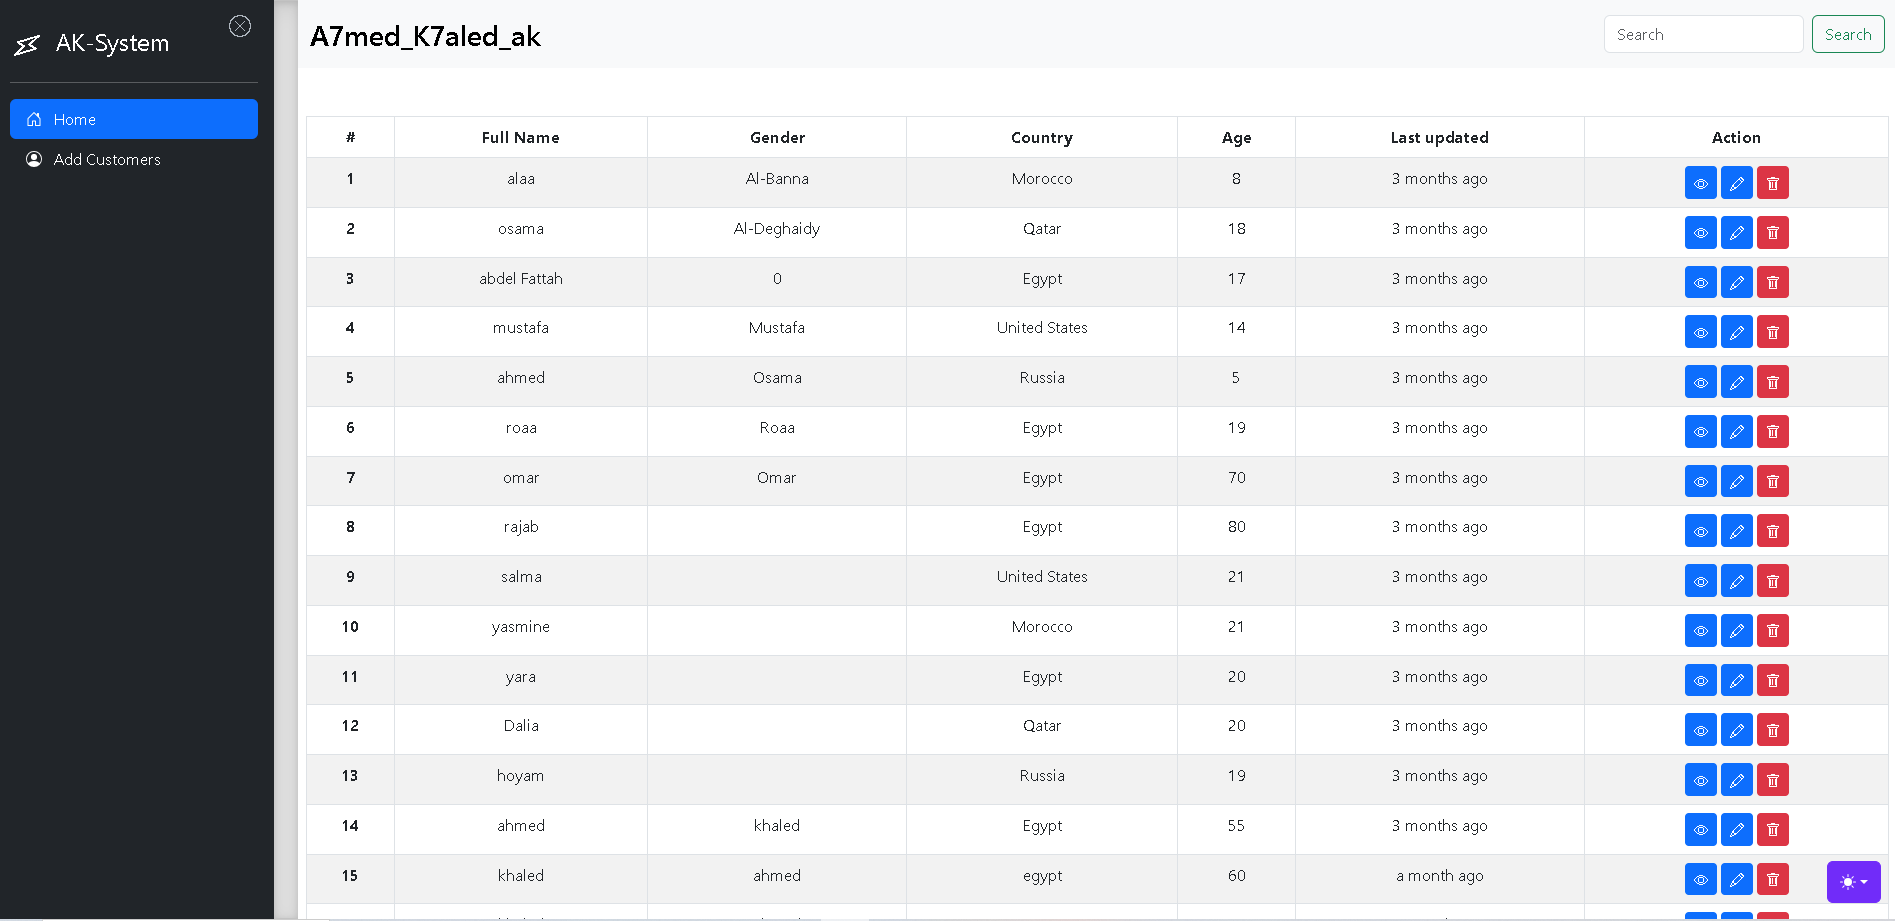 AK-System
Home
Add Customers
A7med_K7aled_ak
Search Search
# Full Name Gender Country Age Last updated Action
1 alaa Al-Banna Morocco 8 3 months ago
2 osama Al-Deghaidy Qatar 18 3 months ago
3 abdel Fattah 0 Egypt 17 3 months ago
4 mustafa Mustafa United States 14 3 months ago
5 ahmed Osama Russia 5 3 months ago
6 roaa Roaa Egypt 19 3 months ago
7 omar Omar Egypt 70 3 months ago
8 rajab Egypt 80 3 months ago
9 salma United States 21 3 months ago
10 yasmine Morocco 21 3 months ago
11 yara Egypt 20 3 months ago
12 Dalia Qatar 20 3 months ago
13 hoyam Russia 19 3 months ago
14 ahmed khaled Egypt 55 3 months ago
15 khaled ahmed egypt 60 a month ago